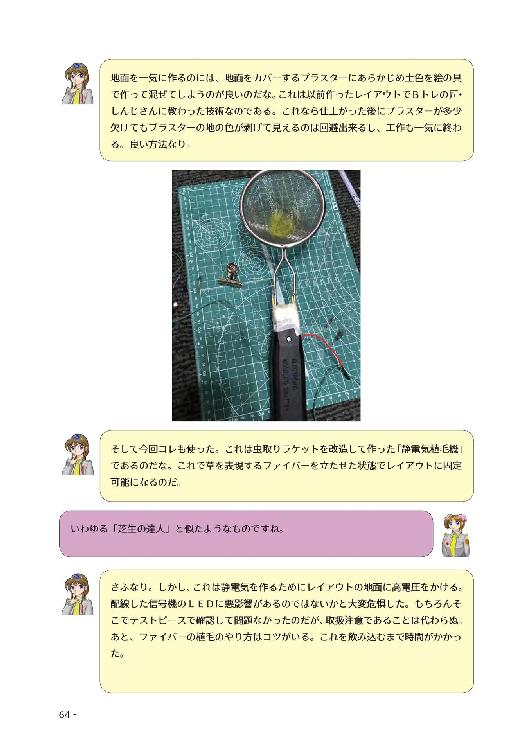 地面を一気に作るのには、地面をカバーするプラスターにあらかじめ土色を絵の具
で作って混ぜてしまうのが良いのだな。これは以前作ったレイアウトでBトレの匠・
しんじさんに教わった技術なのである。これなら仕上がった後にプラスターが多少
欠けてもプラスターの地の色が剥げて見えるのは回避出来るし、工作も一気に終わ
る。良い方法なり。
そして今回コレも使った。これは虫取りラケットを改造して作った「静電気植毛機」
であるのだな。これで草を表現するファイバーを立たせた状態でレイアウトに固定
可能になるのだ。
いわゆる「芝生の達人」と似たようなものですね。
さふなり。しかし、これは静電気を作るためにレイアウトの地面に高電圧をかける。
配線した信号機のLEDに悪影響があるのではないかと大変危惧した。もちろんそ
こでテストピースで確認して問題なかったのだが、取扱注意であることは代わらぬ。
あと、ファイバーの植毛のやり方はコツがいる。これを飲み込むまで時間がかかっ
た。
64 -